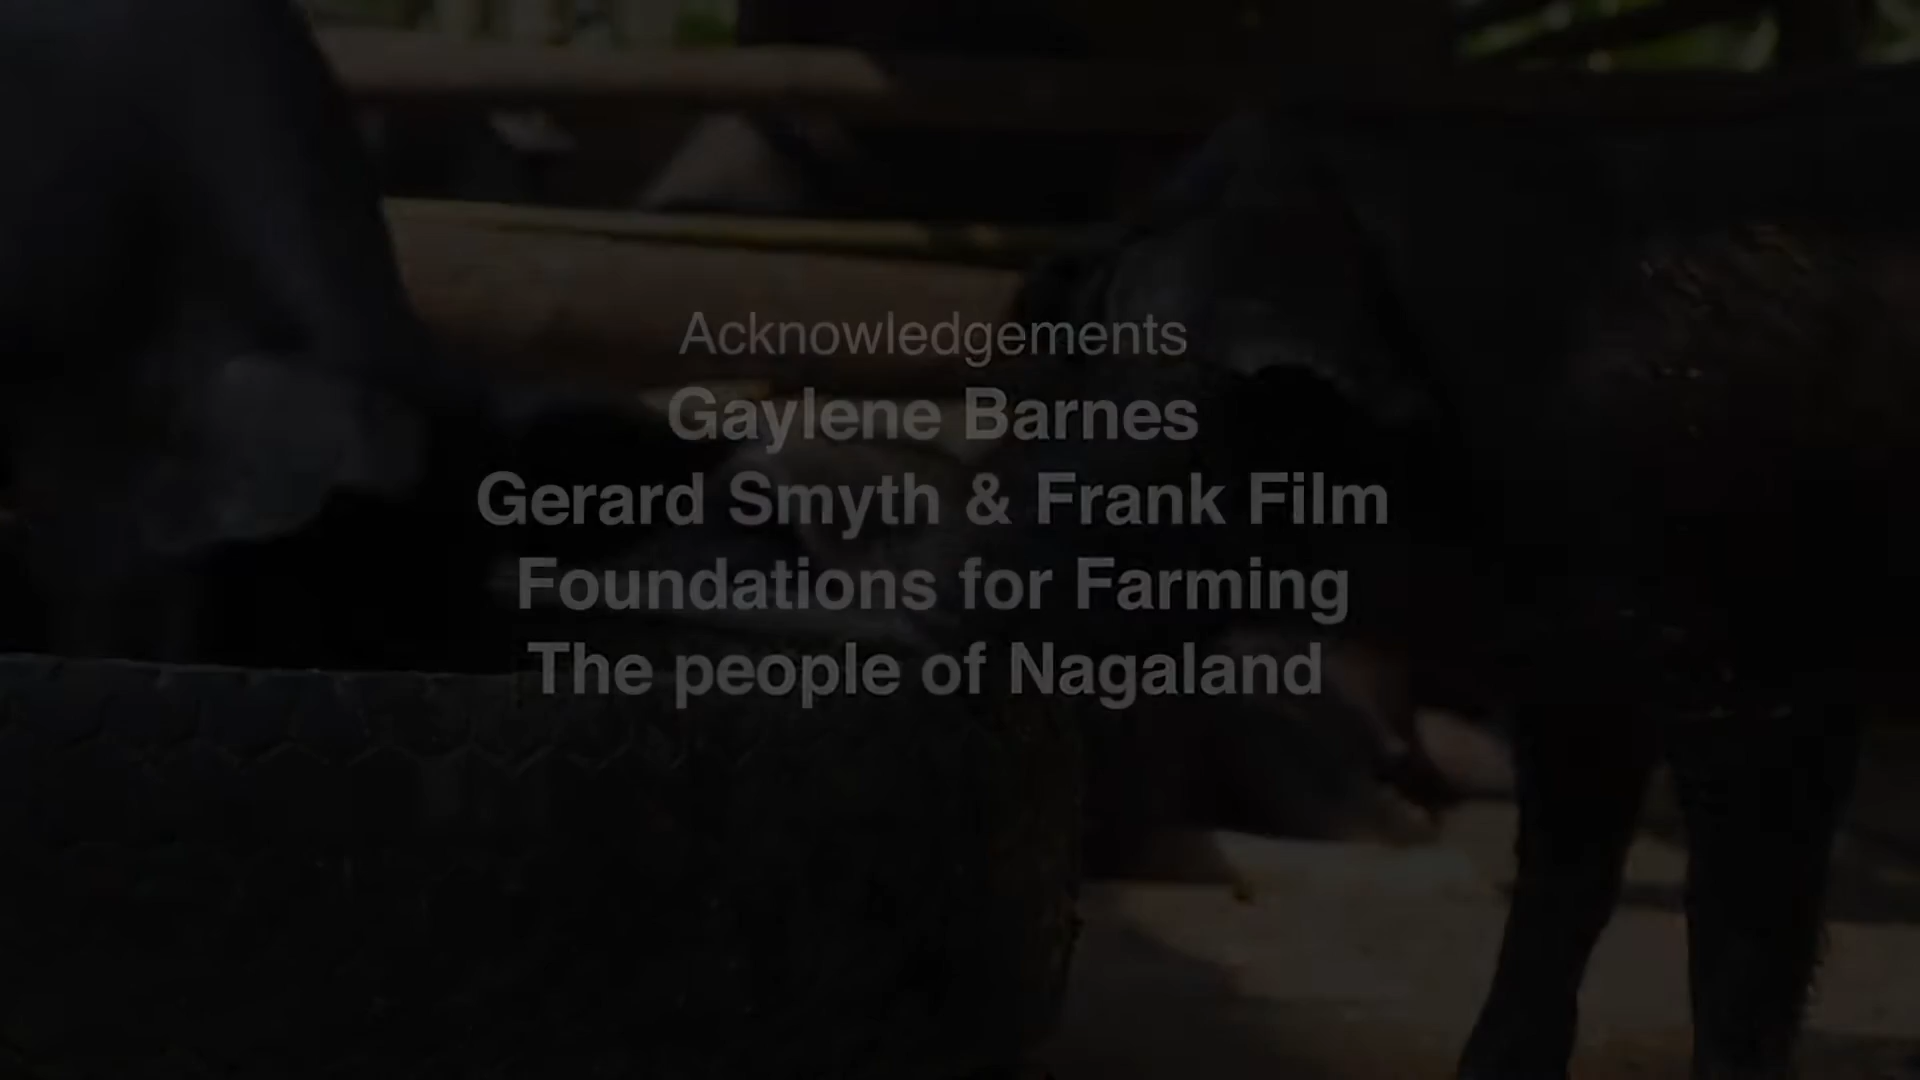 Acknowledgements
Gaylene Barnes
Gerard Smyth & Frank Film
Foundations for Farming
The people of Nagaland